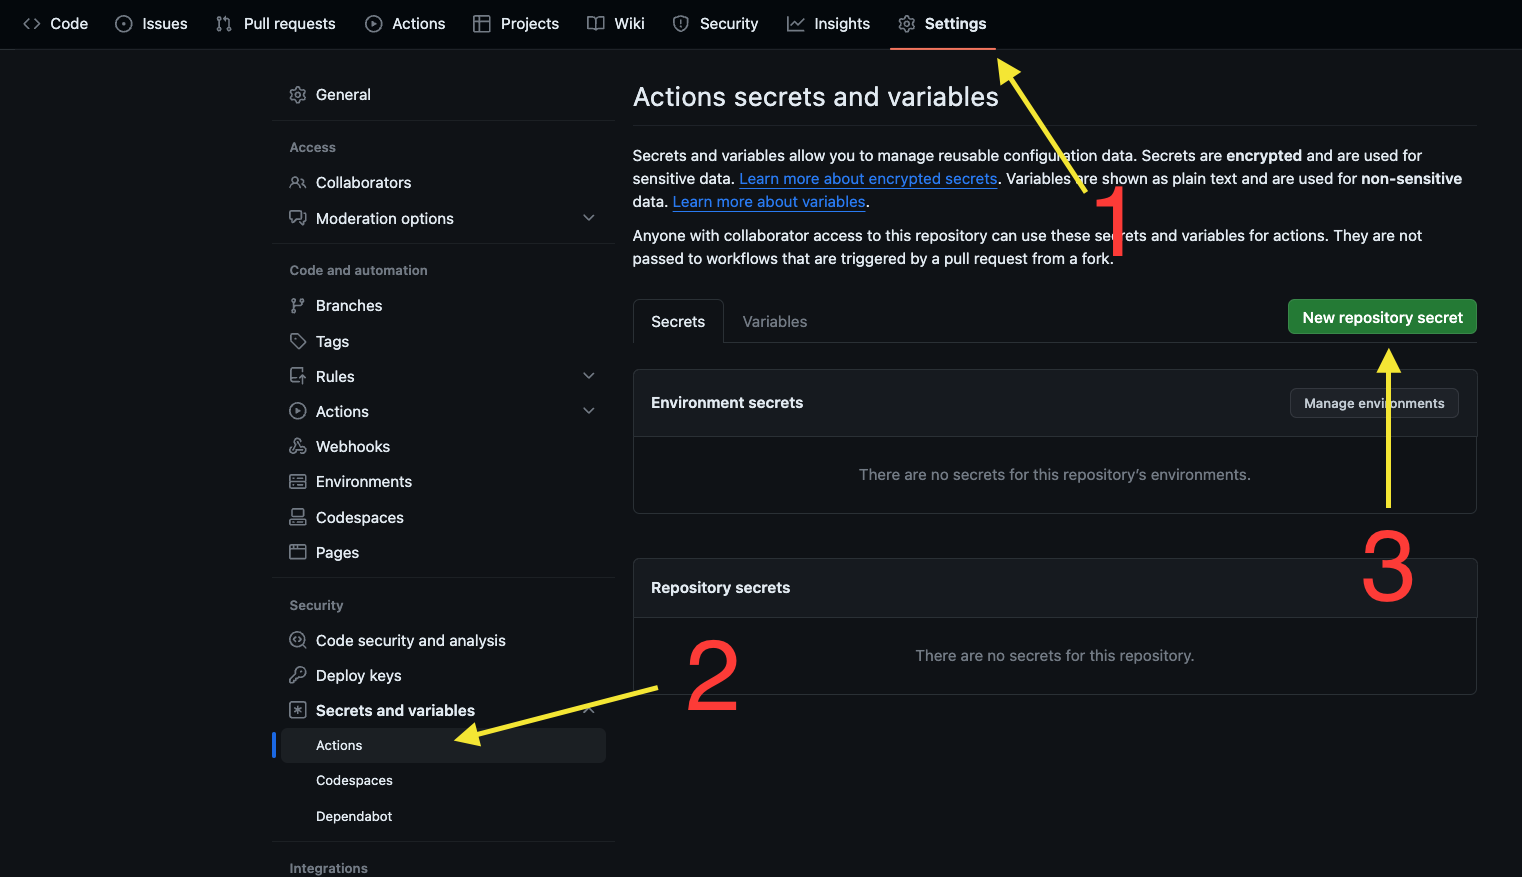 Code Issues Pull requests Actions Projects Wiki Security Insights Settings
General
Access
Collaborators
Moderation options
Code and automation
Branches
Tags
Rules
Actions
Webhooks
Environments
Codespaces
Pages
Security
Code security and analysis
Deploy keys
Secrets and variables
Actions
Codespaces
Dependabot
Integrations
Actions secrets and variables
Secrets and variables allow you to manage reusable configuration data. Secrets are encrypted and are used for
sensitive data. Learn more about encrypted secrets. Variables are shown as plain text and are used for non-sensitive
data. Learn more about variables.
Anyone with collaborator access to this repository can use these secrets and variables for actions. They are not
passed to workflows that are triggered by a pull request from a fork.
1
Secrets Variables New repository secret
Environment secrets Manage environments
There are no secrets for this repository’s environments.
3
Repository secrets
There are no secrets for this repository.
2